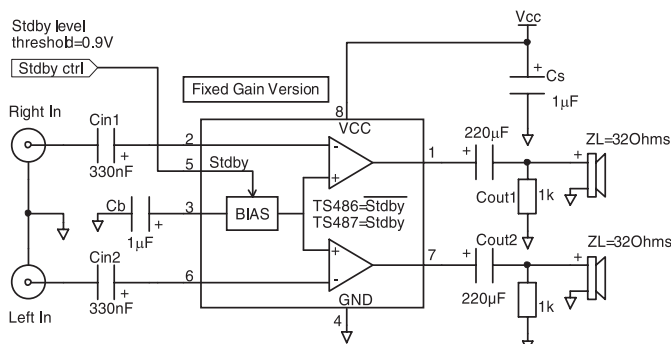 Stdby level
threshold=0.9V
Stdby ctrl
Vcc
+
Cs
1µF
Fixed Gain Version
8
VCC
Right In
Cin1
+
330nF
2
-
+
1
220µF
+
Cout1
1k
ZL=32Ohms
+
5
Stdby
Cb
+
1µF
3
BIAS
TS486=Stdby
TS487=Stdby
Cin2
+
330nF
6
+
-
7
Cout2
+
220µF
1k
ZL=32Ohms
+
Left In
GND
4